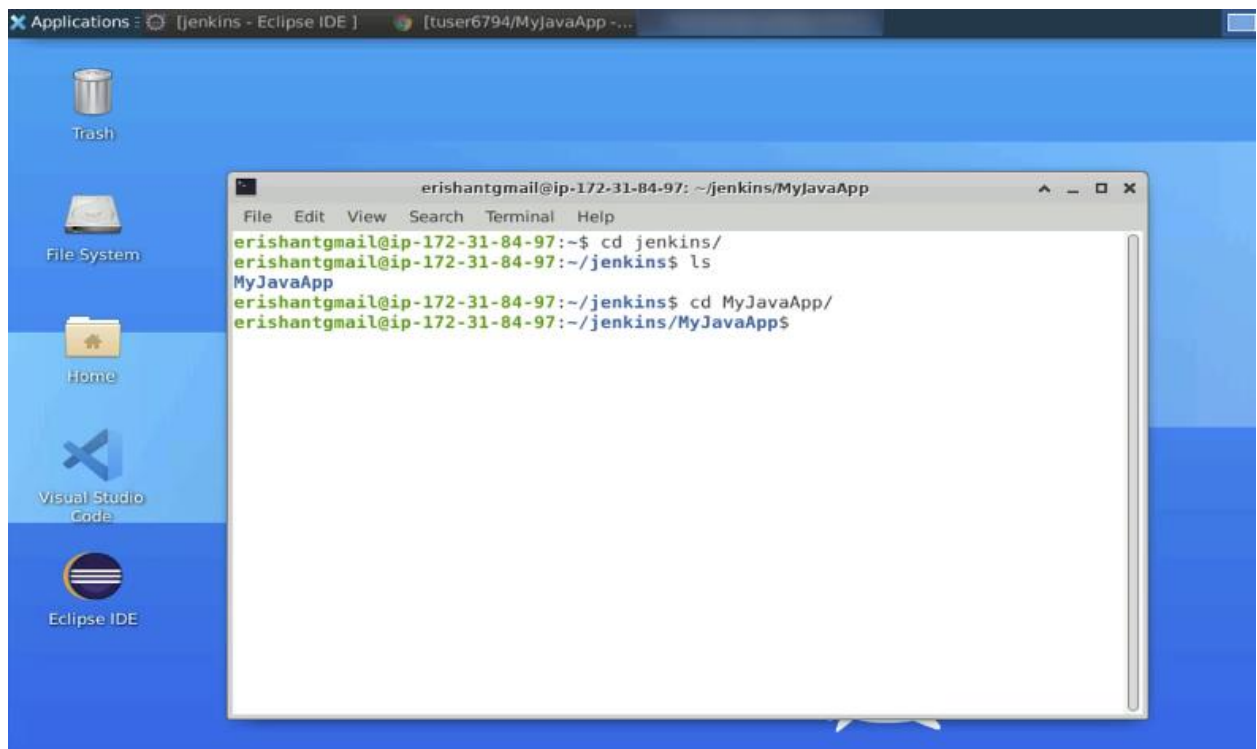 Applications : [jenkins - Eclipse IDE ] [tuser6794/MyJavaApp -...
Trash
File System
Home
Visual Studio
Code
Eclipse IDE
erishantgmail@ip-172-31-84-97: ~/jenkins/MyJavaApp
File Edit View Search Terminal Help
erishantgmail@ip-172-31-84-97:~$ cd jenkins/
erishantgmail@ip-172-31-84-97:~/jenkins$ ls
MyJavaApp
erishantgmail@ip-172-31-84-97:~/jenkins$ cd MyJavaApp/
erishantgmail@ip-172-31-84-97:~/jenkins/MyJavaApp$